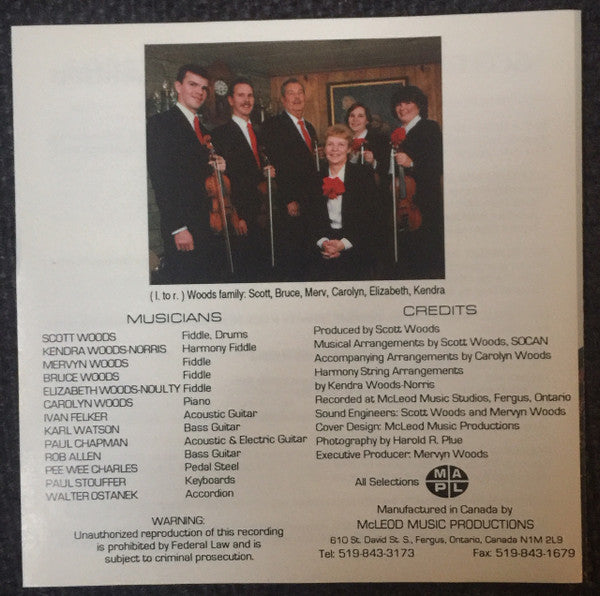 ( l. to r. ) Woods family: Scott, Bruce, Merv, Carolyn, Elizabeth, Kendra
MUSICIANS
SCOTT WOODS Fiddle, Drums
KENDRA WOODS-NORRIS Harmony Fiddle
MERVYN WOODS Fiddle
BRUCE WOODS Fiddle
ELIZABETH WOODS-NOULTY Fiddle
CAROLYN WOODS Piano
IVAN FELKER Acoustic Guitar
KARL WATSON Bass Guitar
PAUL CHAPMAN Acoustic & Electric Guitar
ROB ALLEN Bass Guitar
PEE WEE CHARLES Pedal Steel
PAUL STOUFFER Keyboards
WALTER OSTANEK Accordion
WARNING:
Unauthorized reproduction of this recording
is prohibited by Federal Law and is
subject to criminal prosecution.
CREDITS
Produced by Scott Woods
Musical Arrangements by Scott Woods, SOCAN
Accompanying Arrangements by Carolyn Woods
Harmony String Arrangements
by Kendra Woods-Norris
Recorded at McLeod Music Studios, Fergus, Ontario
Sound Engineers: Scott Woods and Mervyn Woods
Cover Design: McLeod Music Productions
Photography by Harold R. Plue
Executive Producer: Mervyn Woods
All Selections
M A
P L
Manufactured in Canada by
McLEOD MUSIC PRODUCTIONS
610 St. David St. S., Fergus, Ontario, Canada N1M 2L9
Tel: 519-843-3173 Fax: 519-843-1679